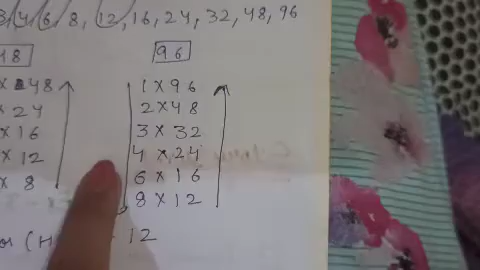 3, 4, 6, 8, 12, 16, 24, 32, 48, 96
48 96
x 48 1 x 96
x 24 2 x 48
x 16 3 x 32
x 12 4 x 24
x 8 6 x 16
8 x 12
(H 12